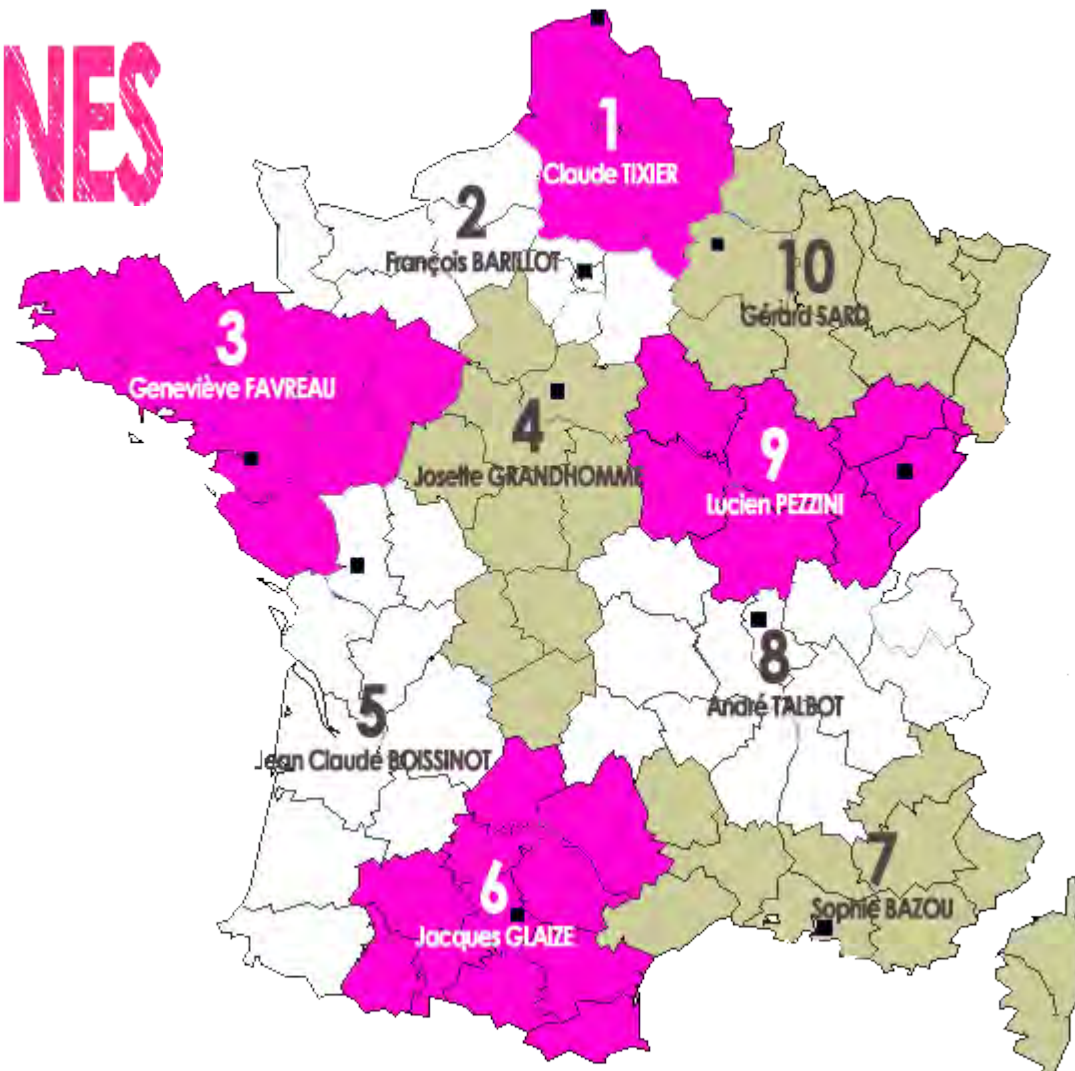 NES
1
Claude TIXIER
2
François BARILLOT
10
Gérard SARD
3
Geneviève FAVREAU
4
Josette GRANDHOMME
9
Lucien PEZZINI
8
André TALBOT
5
Jean Claude BOISSINOT
7
Sophie BAZOU
6
Jacques GLAIZE